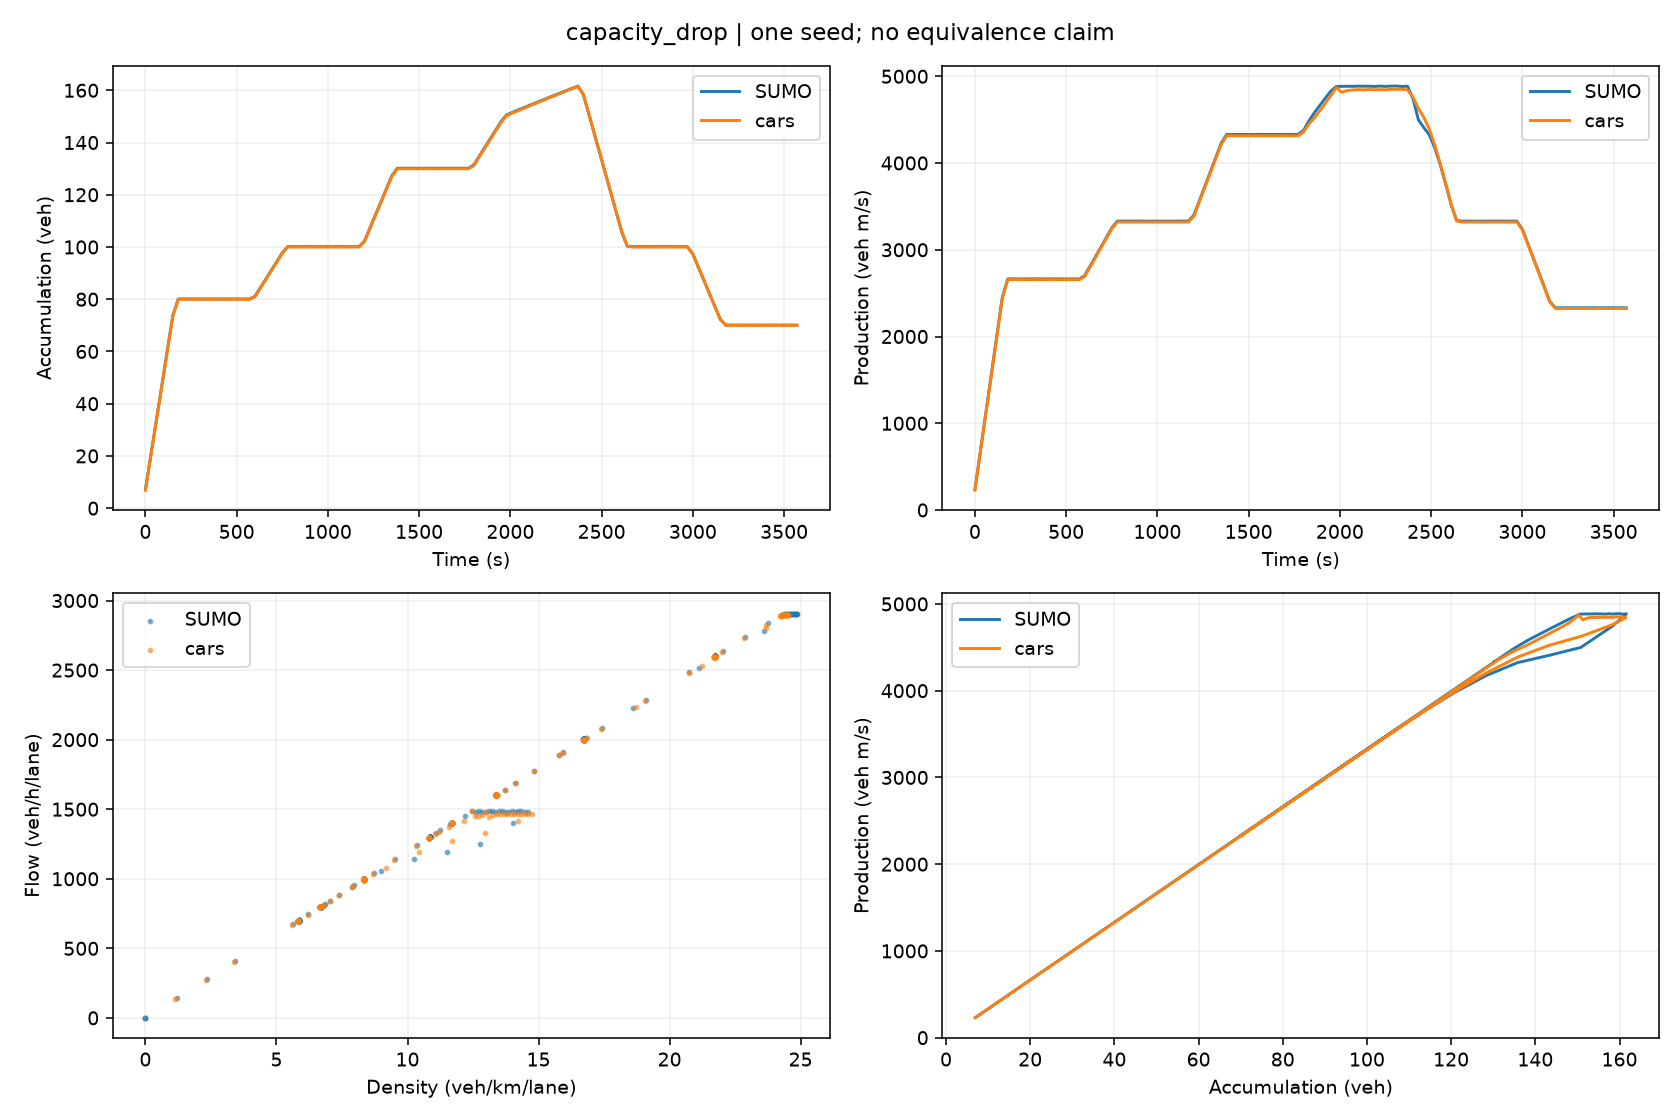 capacity_drop | one seed; no equivalence claim
160
140
120
100
80
60
40
20
0
Accumulation (veh)
SUMO
cars
0 500 1000 1500 2000 2500 3000 3500
Time (s)
5000
4000
3000
2000
1000
0
Production (veh m/s)
SUMO
cars
0 500 1000 1500 2000 2500 3000 3500
Time (s)
3000
2500
2000
1500
1000
500
0
Flow (veh/h/lane)
SUMO
cars
0 5 10 15 20 25
Density (veh/km/lane)
5000
4000
3000
2000
1000
0
Production (veh m/s)
SUMO
cars
0 20 40 60 80 100 120 140 160
Accumulation (veh)